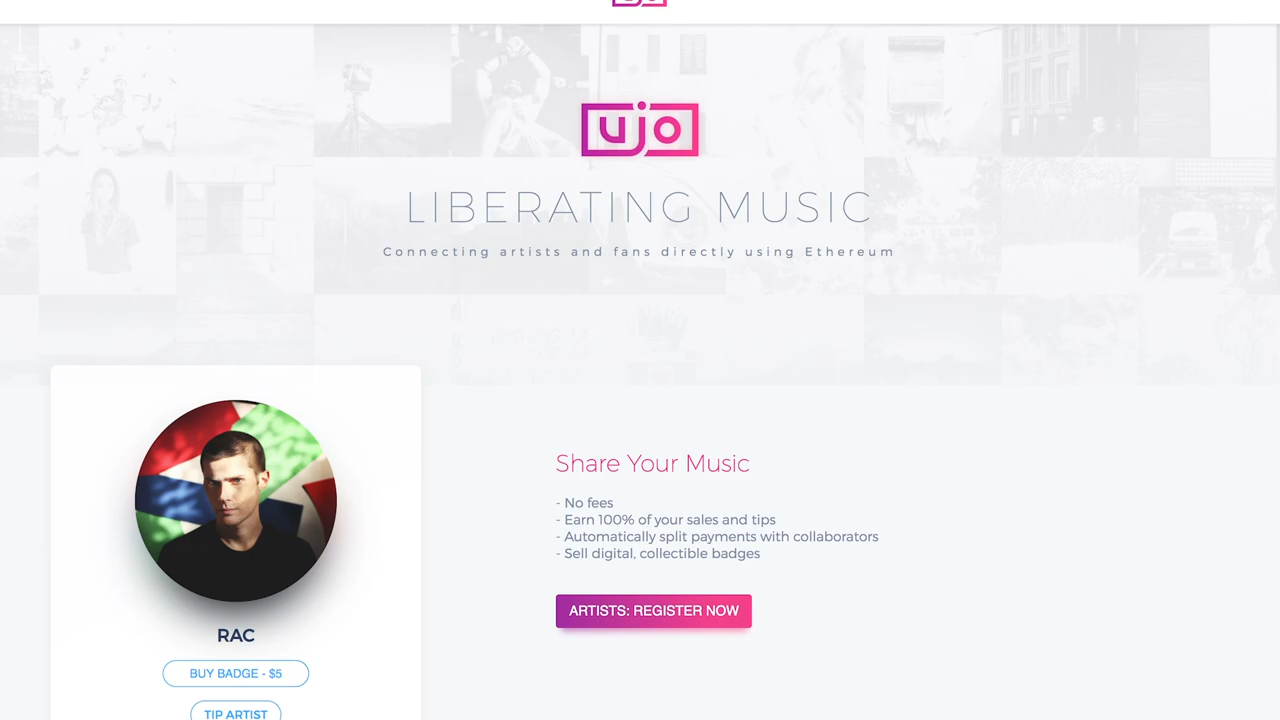 ujo
LIBERATING MUSIC
Connecting artists and fans directly using Ethereum
Share Your Music
- No fees
- Earn 100% of your sales and tips
- Automatically split payments with collaborators
- Sell digital, collectible badges
ARTISTS: REGISTER NOW
RAC
BUY BADGE - $5
TIP ARTIST